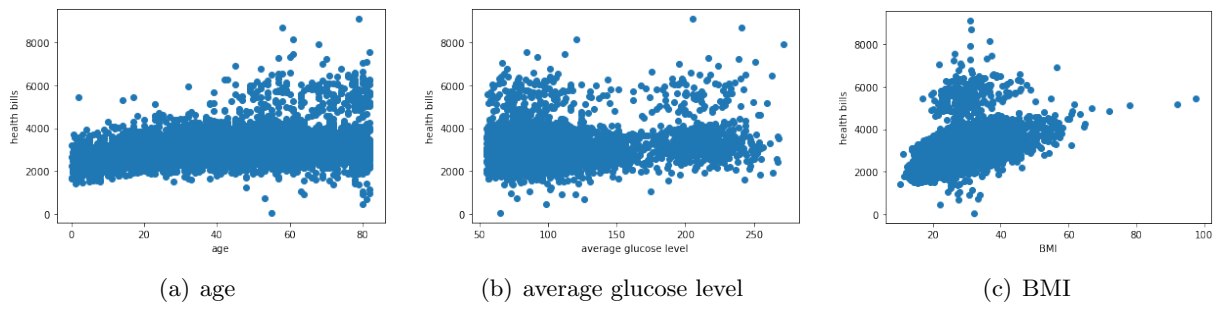 health bills
8000
6000
4000
2000
0
0 20 40 60 80
age
(a) age
health bills
8000
6000
4000
2000
0
50 100 150 200 250
average glucose level
(b) average glucose level
health bills
8000
6000
4000
2000
0
20 40 60 80 100
BMI
(c) BMI